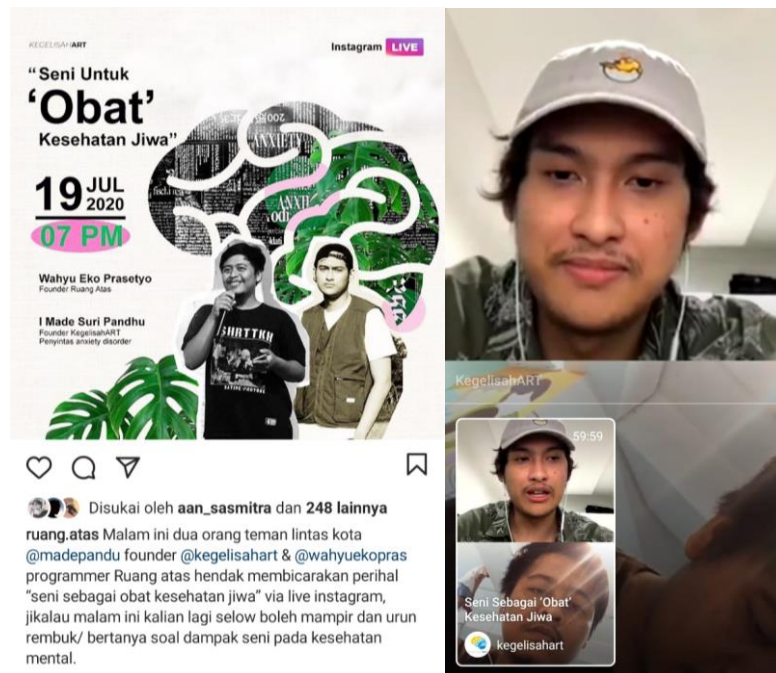 KEGELISAHART
Instagram LIVE
“Seni Untuk
‘Obat’
Kesehatan Jiwa”
19 JUL
2020
07 PM
Wahyu Eko Prasetyo
Founder Ruang Atas
I Made Suri Pandhu
Founder KegelisahART
Penyintas anxiety disorder
ANXIETY
Disukai oleh aan_sasmitra dan 248 lainnya
ruang.atas Malam ini dua orang teman lintas kota
@madepandu founder @kegelisahart & @wahyuekopras
programmer Ruang atas hendak membicarakan perihal
“seni sebagai obat kesehatan jiwa” via live instagram,
jikalau malam ini kalian lagi selow boleh mampir dan urun
rembuk/ bertanya soal dampak seni pada kesehatan
mental.
KegelisahART
59:59
Seni Sebagai ‘Obat’
Kesehatan Jiwa
kegelisahart